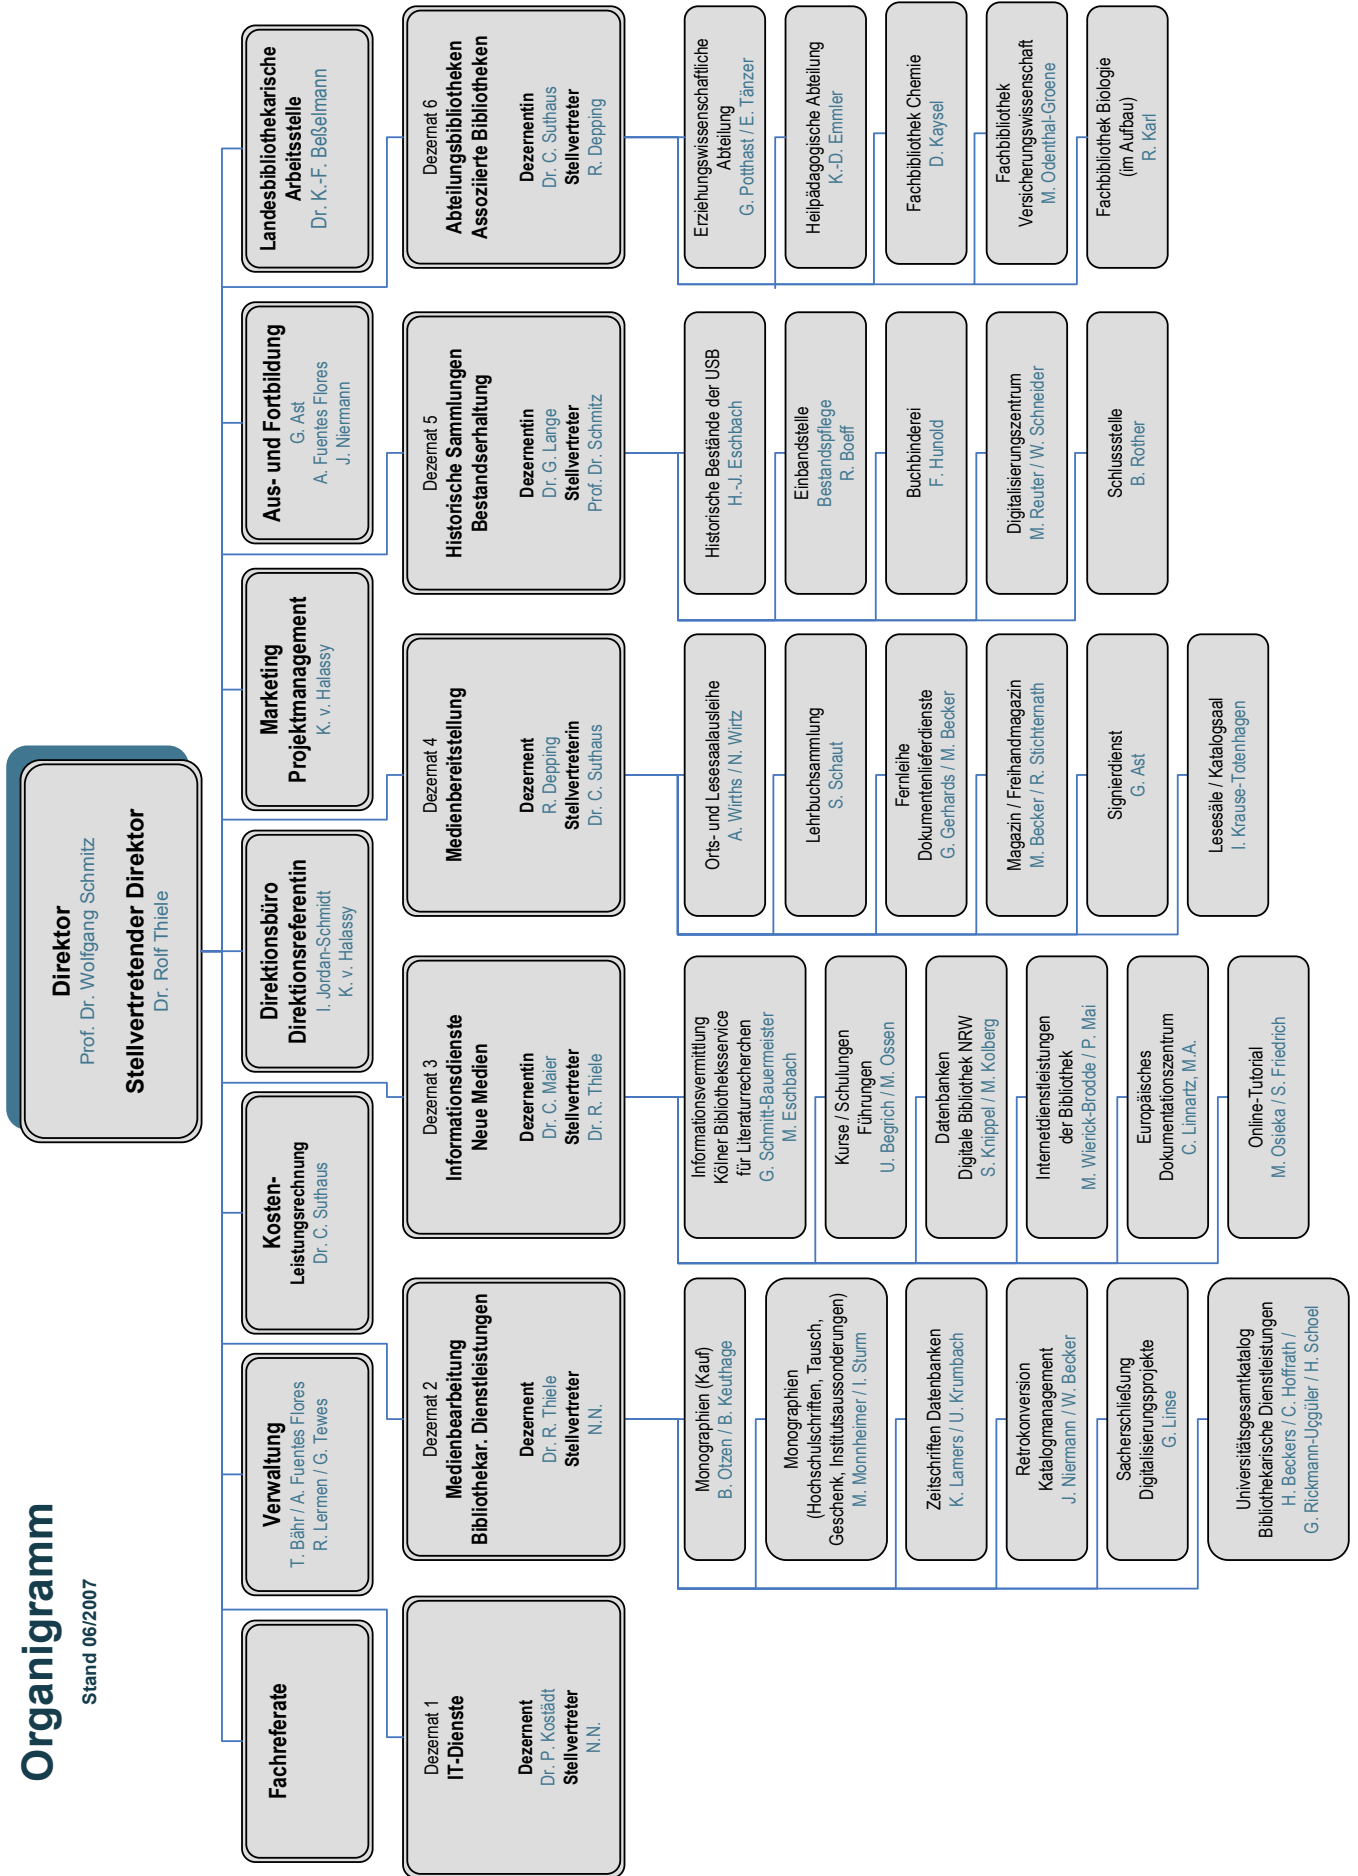 Organigramm
Stand 06/2007
Direktor
Prof. Dr. Wolfgang Schmitz
Stellvertretender Direktor
Dr. Rolf Thiele
Fachreferate
Verwaltung
T. Bähr / A. Fuentes Flores
R. Lermen / G. Tewes
Kosten-
Leistungsrechnung
Dr. C. Suthaus
Direktionsbüro
Direktionsreferentin
I. Jordan-Schmidt
K. v. Halassy
Marketing
Projektmanagement
K. v. Halassy
Aus- und Fortbildung
G. Ast
A. Fuentes Flores
J. Niermann
Landesbibliothekarische
Arbeitsstelle
Dr. K.-F. Beßelmann
Dezernat 1
IT-Dienste
Dezernent
Dr. P. Kostädt
Stellvertreter
N.N.
Dezernat 2
Medienbearbeitung
Bibliothekar. Dienstleistungen
Dezernent
Dr. R. Thiele
Stellvertreter
N.N.
Dezernat 3
Informationsdienste
Neue Medien
Dezernentin
Dr. C. Maier
Stellvertreter
Dr. R. Thiele
Dezernat 4
Medienbereitstellung
Dezernent
R. Depping
Stellvertreterin
Dr. C. Suthaus
Dezernat 5
Historische Sammlungen
Bestandserhaltung
Dezernentin
Dr. G. Lange
Stellvertreter
Prof. Dr. Schmitz
Dezernat 6
Abteilungsbibliotheken
Assoziierte Bibliotheken
Dezernentin
Dr. C. Suthaus
Stellvertreter
R. Depping
Monographien (Kauf)
B. Otzen / B. Keuthage
Monographien
(Hochschulschriften, Tausch,
Geschenk, Institutsaussonderungen)
M. Monnheimer / I. Sturm
Zeitschriften Datenbanken
K. Lamers / U. Krumbach
Retrokonversion
Katalogmanagement
J. Niermann / W. Becker
Sacherschließung
Digitalisierungsprojekte
G. Linse
Universitätsgesamtkatalog
Bibliothekarische Dienstleistungen
H. Beckers / C. Hoffrath /
G. Rickmann-Uçgüler / H. Schoel
Informationsvermittlung
Kölner Bibliotheksservice
für Literaturrecherchen
G. Schmitt-Bauermeister
M. Eschbach
Kurse / Schulungen
Führungen
U. Begrich / M. Ossen
Datenbanken
Digitale Bibliothek NRW
S. Knippel / M. Kolberg
Internetdienstleistungen
der Bibliothek
M. Wierick-Brodde / P. Mai
Europäisches
Dokumentationszentrum
C. Linnartz, M.A.
Online-Tutorial
M. Osieka / S. Friedrich
Orts- und Lesesaalausleihe
A. Wirths / N. Wirtz
Lehrbuchsammlung
S. Schaut
Fernleihe
Dokumentenlieferdienste
G. Gerhards / M. Becker
Magazin / Freihandmagazin
M. Becker / R. Stichternath
Signierdienst
G. Ast
Lesesäle / Katalogsaal
I. Krause-Totenhagen
Historische Bestände der USB
H.-J. Eschbach
Einbandstelle
Bestandspflege
R. Boeff
Buchbinderei
F. Hunold
Digitalisierungszentrum
M. Reuter / W. Schneider
Schlussstelle
B. Rother
Erziehungswissenschaftliche
Abteilung
G. Potthast / E. Tänzer
Heilpädagogische Abteilung
K.-D. Emmler
Fachbibliothek Chemie
D. Kaysel
Fachbibliothek
Versicherungswissenschaft
M. Odenthal-Groene
Fachbibliothek Biologie
(im Aufbau)
R. Karl